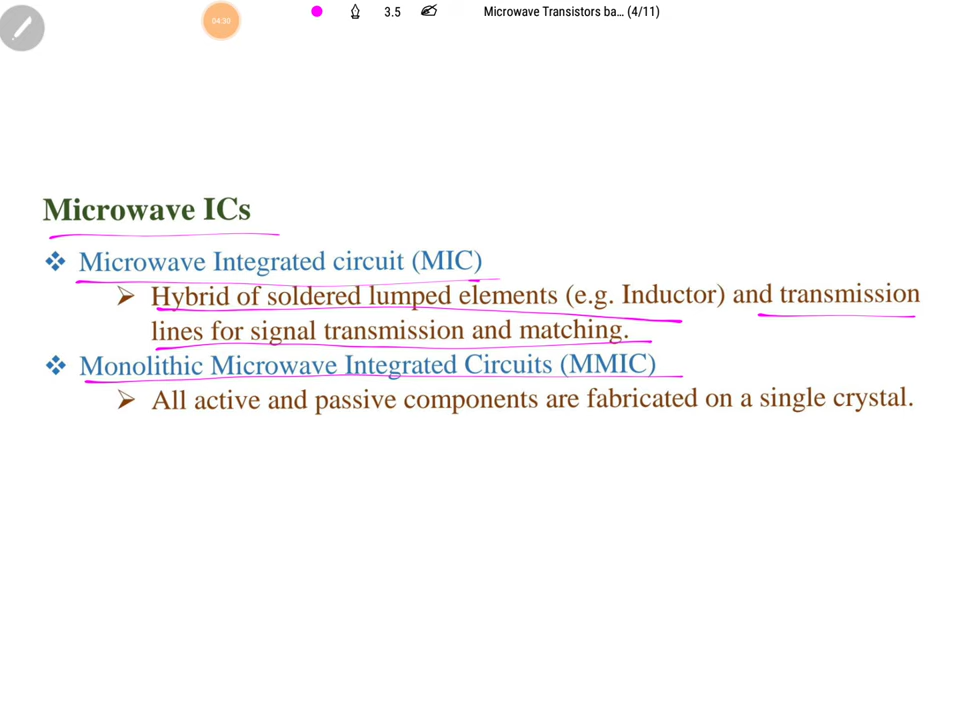 04:30 3.5 Microwave Transistors ba... (4/11)
Microwave ICs
❖ Microwave Integrated circuit (MIC)
➢ Hybrid of soldered lumped elements (e.g. Inductor) and transmission
lines for signal transmission and matching.
❖ Monolithic Microwave Integrated Circuits (MMIC)
➢ All active and passive components are fabricated on a single crystal.